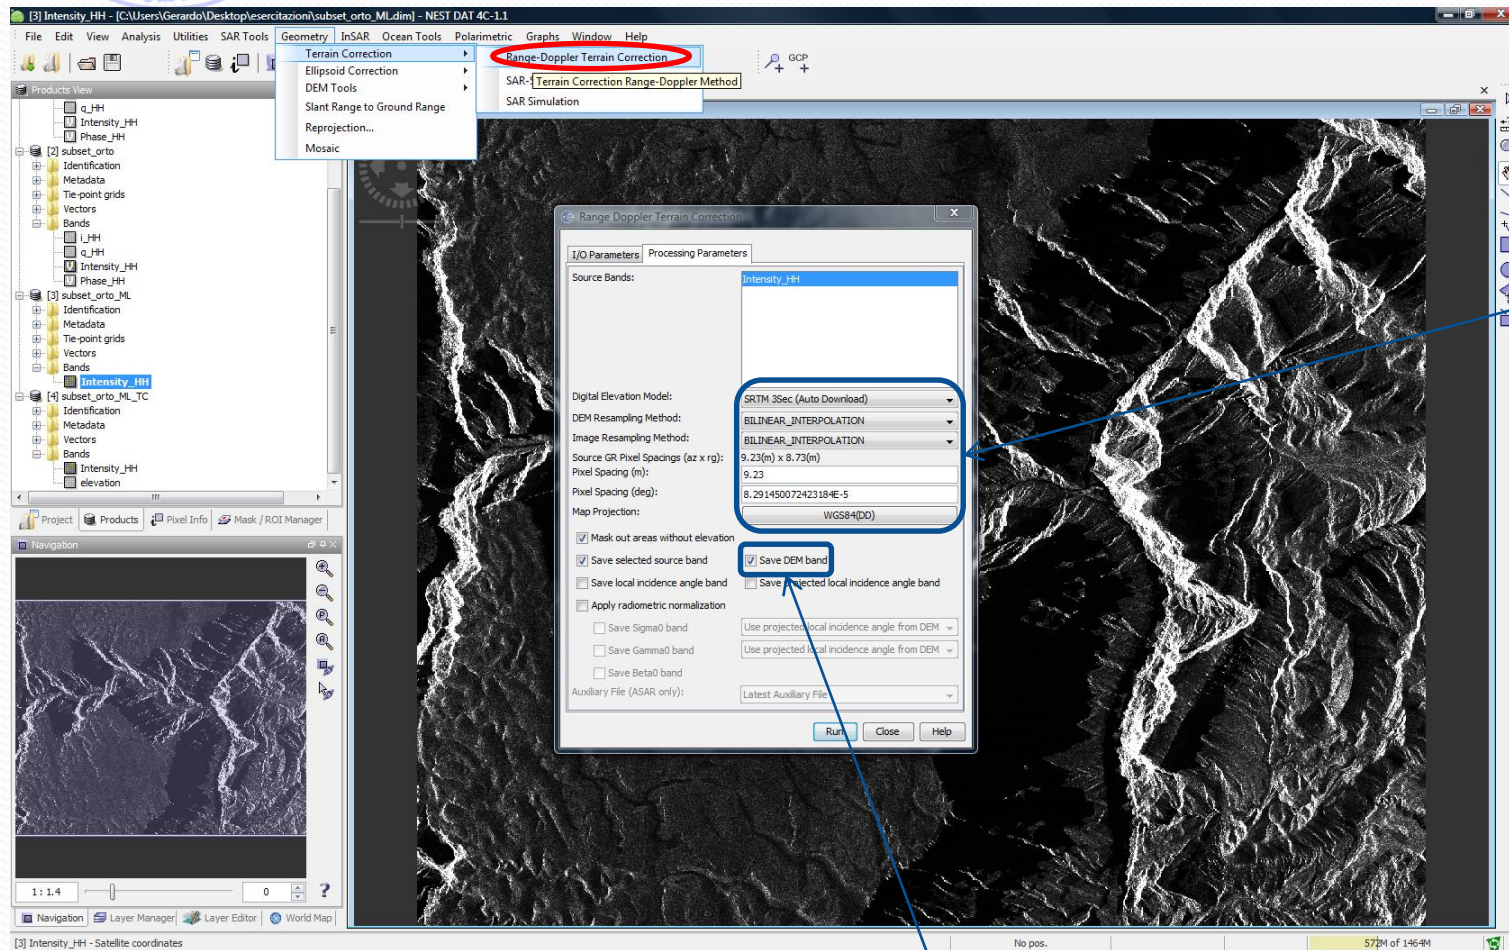 [3] Intensity_HH - [C:\Users\Gerardo\Desktop\esercitazioni\subset_orto_ML.dim] - NEST DAT 4C-1.1
File Edit View Analysis Utilities SAR Tools Geometry InSAR Ocean Tools Polarimetric Graphs Window Help
Terrain Correction
Ellipsoid Correction
DEM Tools
Slant Range to Ground Range
Reprojection...
Mosaic
Range-Doppler Terrain Correction
SAR-S
Terrain Correction Range-Doppler Method
SAR Simulation
GCP
Products View
q_HH
Intensity_HH
Phase_HH
[2] subset_orto
Identification
Metadata
Tie-point grids
Vectors
Bands
i_HH
q_HH
Intensity_HH
Phase_HH
[3] subset_orto_ML
Identification
Metadata
Tie-point grids
Vectors
Bands
Intensity_HH
[4] subset_orto_ML_TC
Identification
Metadata
Vectors
Bands
Intensity_HH
elevation
Project Products Pixel Info Mask / ROI Manager
Navigation
1 : 1.4 0 ?
Navigation Layer Manager Layer Editor World Map
Range Doppler Terrain Correction
I/O Parameters Processing Parameters
Source Bands: Intensity_HH
Digital Elevation Model: SRTM 3Sec (Auto Download)
DEM Resampling Method: BILINEAR_INTERPOLATION
Image Resampling Method: BILINEAR_INTERPOLATION
Source GR Pixel Spacings (az x rg): 9.23(m) x 8.73(m)
Pixel Spacing (m): 9.23
Pixel Spacing (deg): 8.291450072423184E-5
Map Projection: WGS84(DD)
Mask out areas without elevation
Save selected source band Save DEM band
Save local incidence angle band Save projected local incidence angle band
Apply radiometric normalization
Save Sigma0 band Use projected local incidence angle from DEM
Save Gamma0 band Use projected local incidence angle from DEM
Save Beta0 band
Auxiliary File (ASAR only): Latest Auxiliary File
Run Close Help
[3] Intensity_HH - Satellite coordinates No pos. 572M of 1464M